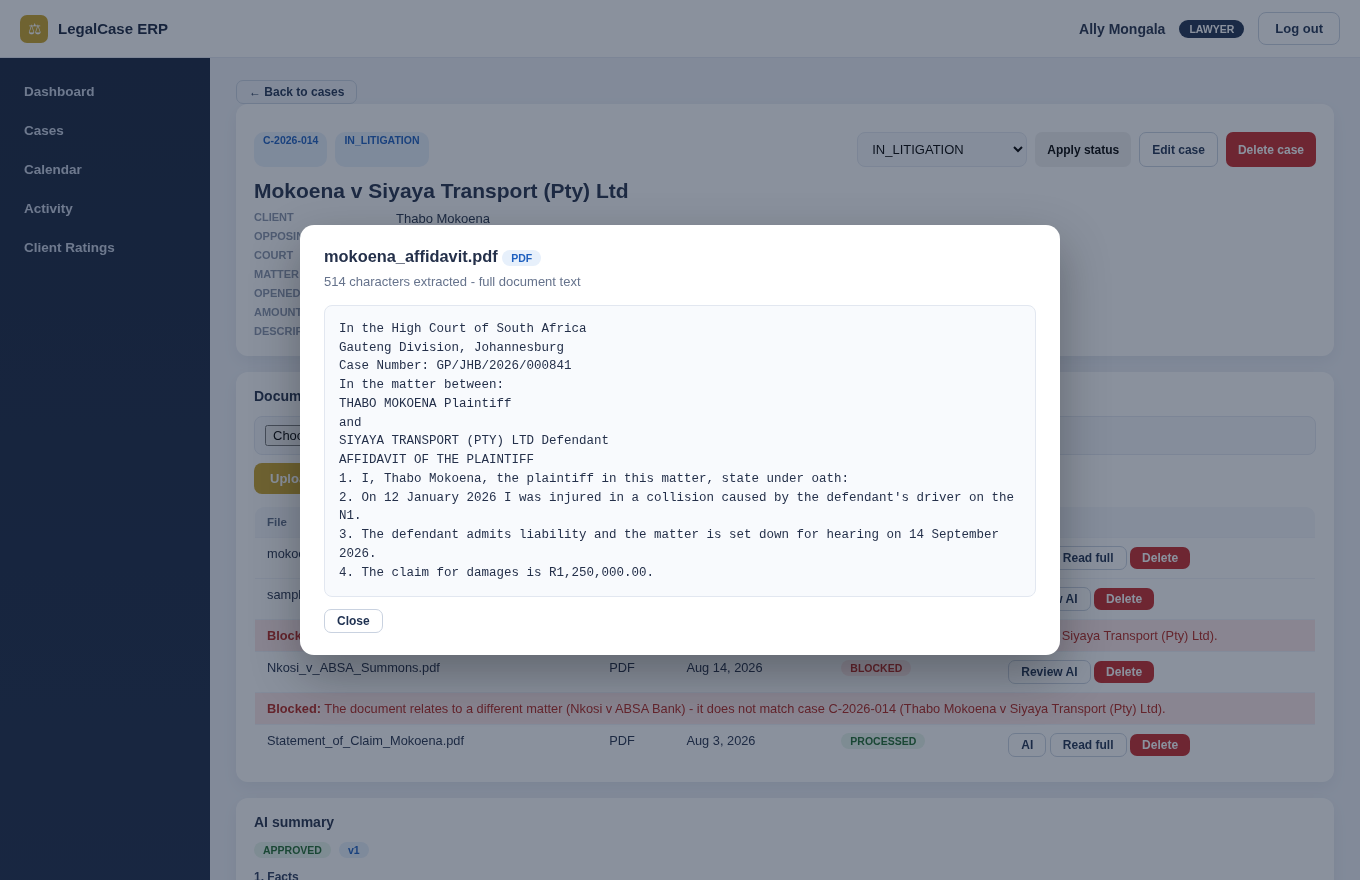 LegalCase ERP
Ally Mongala LAWYER Log out
Dashboard
Cases
Calendar
Activity
Client Ratings
← Back to cases
C-2026-014 IN_LITIGATION IN_LITIGATION Apply status Edit case Delete case
Mokoena v Siyaya Transport (Pty) Ltd
CLIENT Thabo Mokoena
COURT
MATTER
OPENED
AMOUNT
mokoena_affidavit.pdf PDF
514 characters extracted - full document text
In the High Court of South Africa
Gauteng Division, Johannesburg
Case Number: GP/JHB/2026/000841
In the matter between:
THABO MOKOENA Plaintiff
and
SIYAYA TRANSPORT (PTY) LTD Defendant
AFFIDAVIT OF THE PLAINTIFF
1. I, Thabo Mokoena, the plaintiff in this matter, state under oath:
2. On 12 January 2026 I was injured in a collision caused by the defendant's driver on the
N1.
3. The defendant admits liability and the matter is set down for hearing on 14 September
2026.
4. The claim for damages is R1,250,000.00.
Close
File
Read full Delete
AI Delete
Siyaya Transport (Pty) Ltd).
Nkosi_v_ABSA_Summons.pdf PDF Aug 14, 2026 BLOCKED Review AI Delete
Blocked: The document relates to a different matter (Nkosi v ABSA Bank) - it does not match case C-2026-014 (Thabo Mokoena v Siyaya Transport (Pty) Ltd).
Statement_of_Claim_Mokoena.pdf PDF Aug 3, 2026 PROCESSED AI Read full Delete
AI summary
APPROVED v1
1. Facts